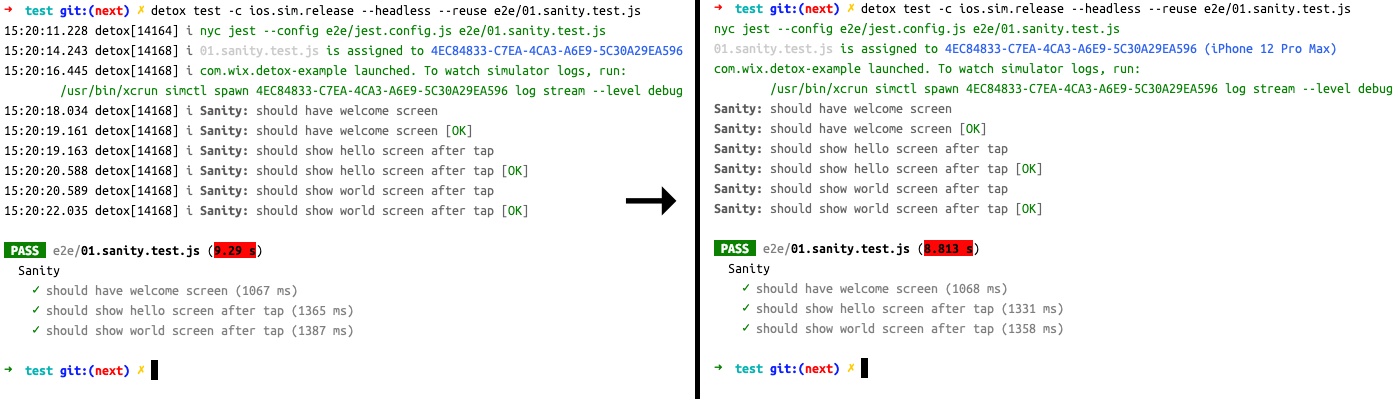 ➜  test git:(next) ✗ detox test -c ios.sim.release --headless --reuse e2e/01.sanity.test.js
15:20:11.228 detox[14164] i nyc jest --config e2e/jest.config.js e2e/01.sanity.test.js
15:20:14.243 detox[14168] i 01.sanity.test.js is assigned to 4EC84833-C7EA-4CA3-A6E9-5C30A29EA596
15:20:16.445 detox[14168] i com.wix.detox-example launched. To watch simulator logs, run:
        /usr/bin/xcrun simctl spawn 4EC84833-C7EA-4CA3-A6E9-5C30A29EA596 log stream --level debug
15:20:18.034 detox[14168] i Sanity: should have welcome screen
15:20:19.161 detox[14168] i Sanity: should have welcome screen [OK]
15:20:19.163 detox[14168] i Sanity: should show hello screen after tap
15:20:20.588 detox[14168] i Sanity: should show hello screen after tap [OK]
15:20:20.589 detox[14168] i Sanity: should show world screen after tap
15:20:22.035 detox[14168] i Sanity: should show world screen after tap [OK]
PASS e2e/01.sanity.test.js (9.29 s)
  Sanity
    ✓ should have welcome screen (1067 ms)
    ✓ should show hello screen after tap (1365 ms)
    ✓ should show world screen after tap (1387 ms)
➜  test git:(next) ✗
➜  test git:(next) ✗ detox test -c ios.sim.release --headless --reuse e2e/01.sanity.test.js
nyc jest --config e2e/jest.config.js e2e/01.sanity.test.js
01.sanity.test.js is assigned to 4EC84833-C7EA-4CA3-A6E9-5C30A29EA596 (iPhone 12 Pro Max)
com.wix.detox-example launched. To watch simulator logs, run:
        /usr/bin/xcrun simctl spawn 4EC84833-C7EA-4CA3-A6E9-5C30A29EA596 log stream --level debug
Sanity: should have welcome screen
Sanity: should have welcome screen [OK]
Sanity: should show hello screen after tap
Sanity: should show hello screen after tap [OK]
Sanity: should show world screen after tap
Sanity: should show world screen after tap [OK]
PASS e2e/01.sanity.test.js (8.813 s)
  Sanity
    ✓ should have welcome screen (1068 ms)
    ✓ should show hello screen after tap (1331 ms)
    ✓ should show world screen after tap (1358 ms)
➜  test git:(next) ✗